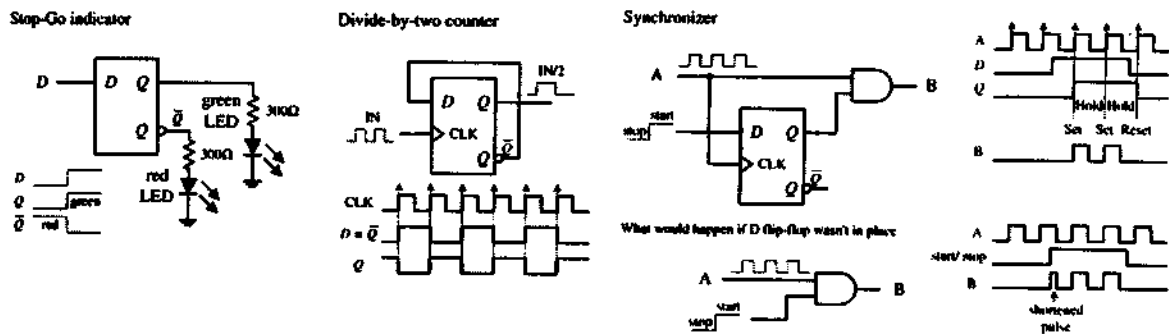 Stop-Go indicator
D
D
Q
Q
Q̅
green
LED
300Ω
300Ω
red
LED
D
Q
green
Q̅
red
Divide-by-two counter
IN/2
D
Q
IN
CLK
Q
Q̅
CLK
D = Q̅
Q
Synchronizer
A
B
start
stop
D
Q
CLK
Q
Q̅
A
D
Q
Hold
Hold
Set
Set
Reset
B
What would happen if D flip-flop wasn't in place
A
B
start
stop
A
start/stop
B
shortened
pulse